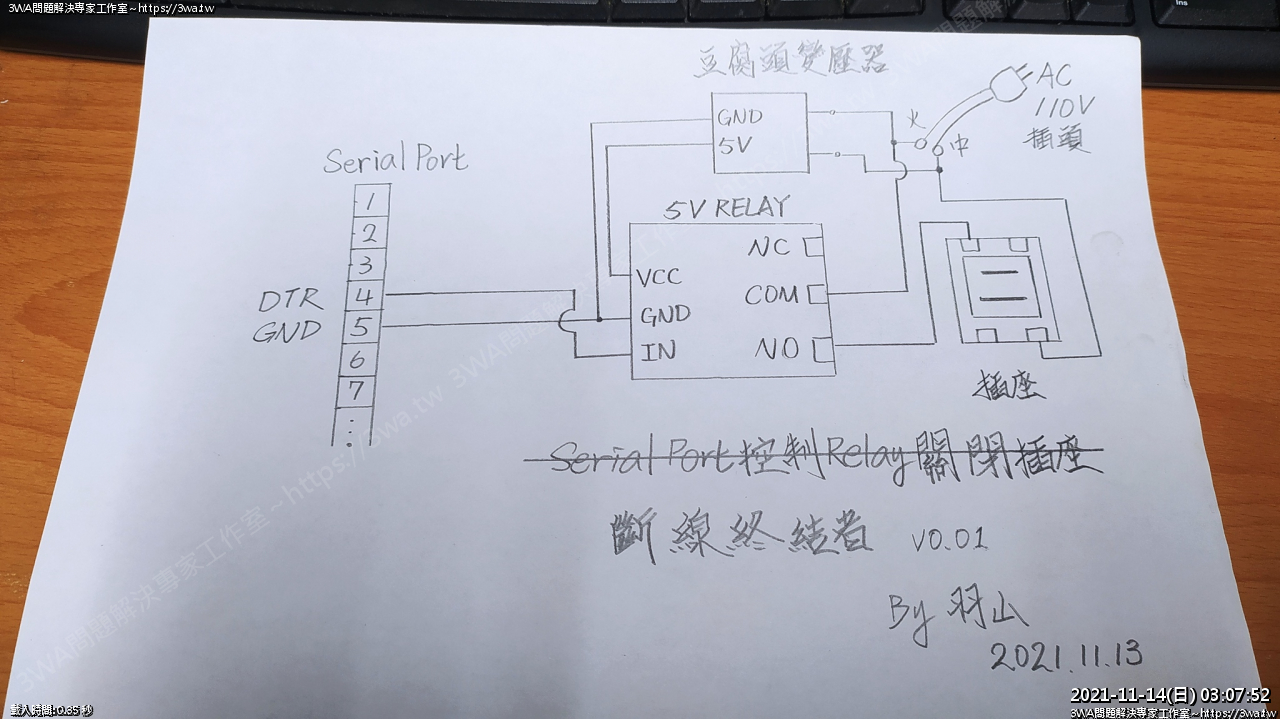 3WA問題解決專家工作室~https://3wa.tw
Ins
豆腐頭變壓器
AC
110V
插頭
火
中
GND
5V
Serial Port
1
2
3
DTR 4
GND 5
6
7
5V RELAY
NC
VCC
COM
GND
IN
NO
插座
Serial Port控制Relay關閉插座
斷線終結者 v0.01
By 羽山
2021.11.13
3WA問題解決專家工作室~https://3wa.tw
載入時間: 0.35 秒
2021-11-14(日) 03:07:52
3WA問題解決專家工作室~https://3wa.tw